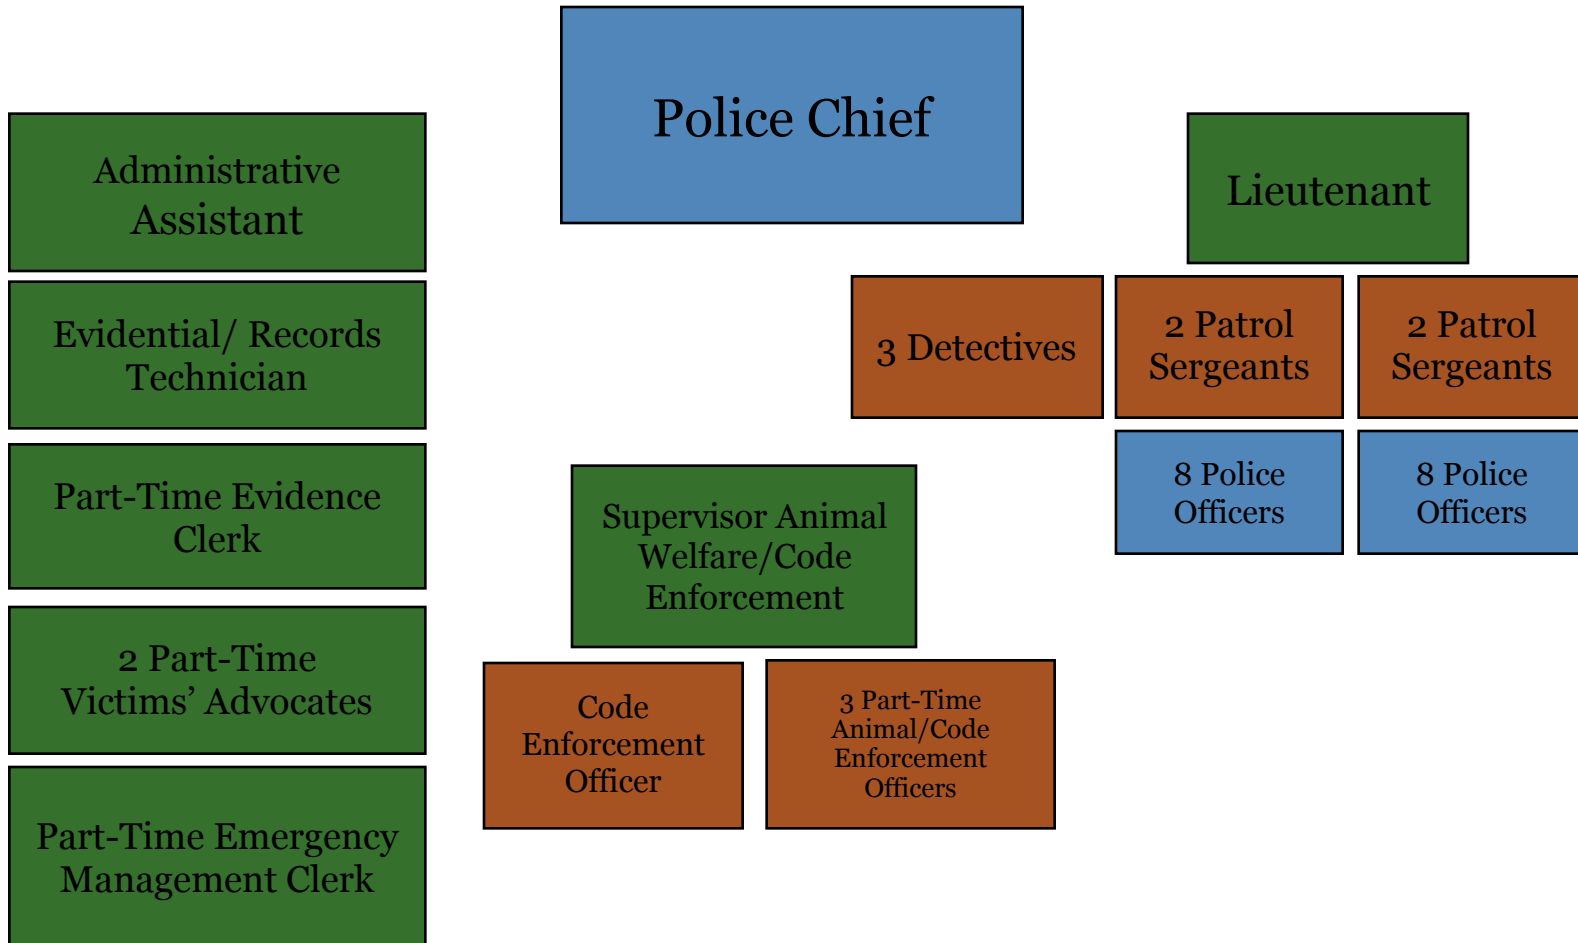 Police Chief
Administrative
Assistant
Lieutenant
Evidential/ Records
Technician
3 Detectives
2 Patrol
Sergeants
2 Patrol
Sergeants
Part-Time Evidence
Clerk
8 Police
Officers
8 Police
Officers
Supervisor Animal
Welfare/Code
Enforcement
2 Part-Time
Victims’ Advocates
Code
Enforcement
Officer
3 Part-Time
Animal/Code
Enforcement
Officers
Part-Time Emergency
Management Clerk